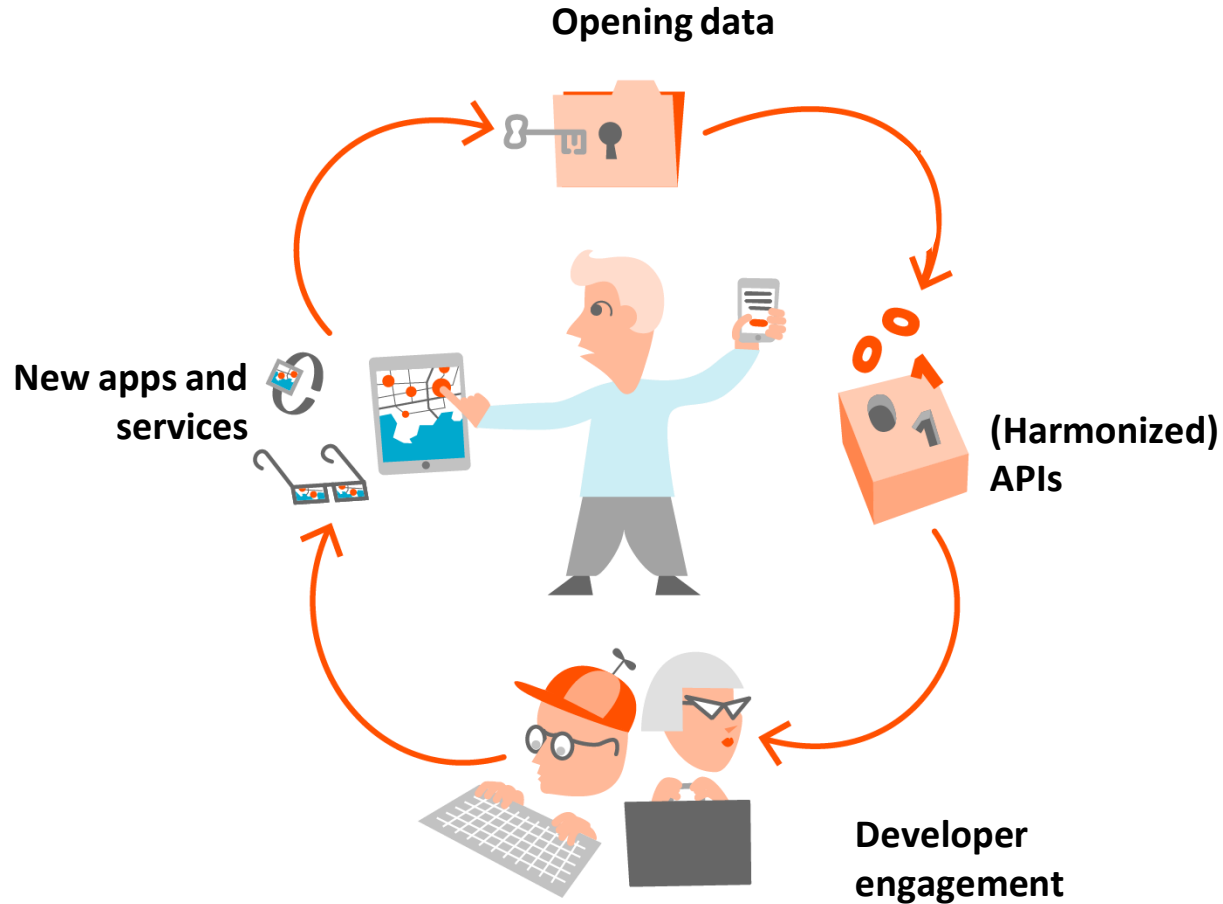 Opening data
New apps and
services
(Harmonized)
APIs
Developer
engagement